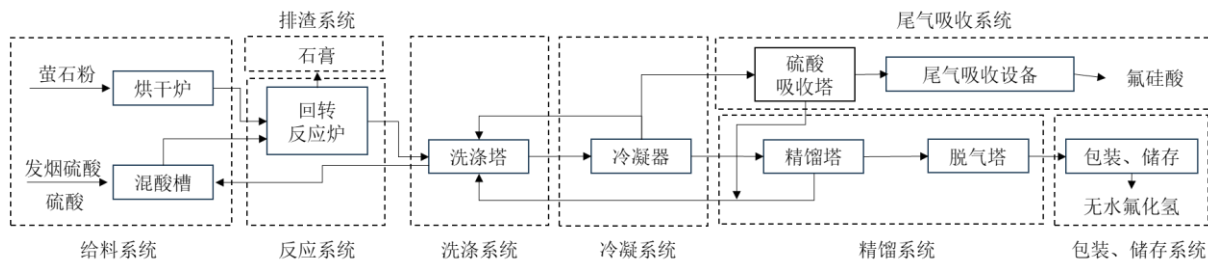 排渣系统
尾气吸收系统
石膏
萤石粉
烘干炉
回转
反应炉
硫酸
吸收塔
尾气吸收设备
氟硅酸
发烟硫酸
硫酸
混酸槽
洗涤塔
冷凝器
精馏塔
脱气塔
包装、储存
无水氟化氢
给料系统
反应系统
洗涤系统
冷凝系统
精馏系统
包装、储存系统